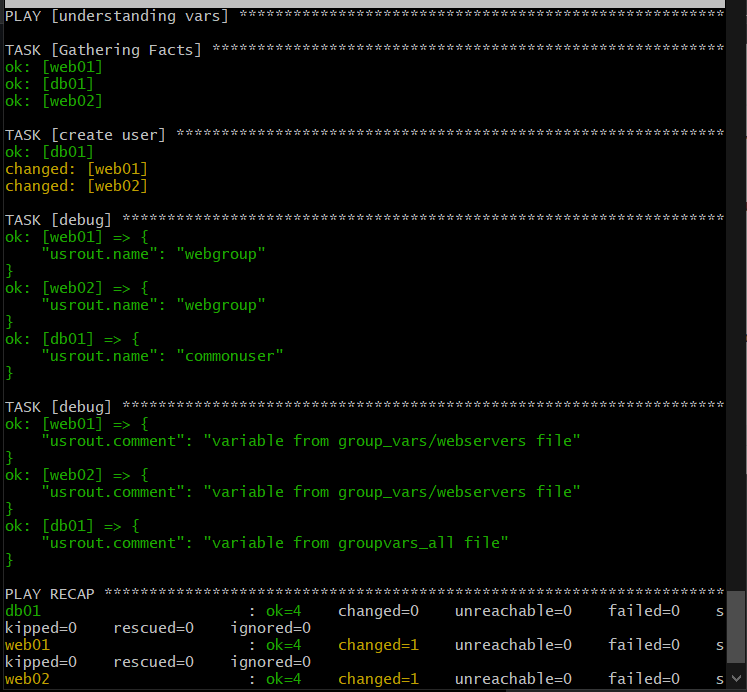 PLAY [understanding vars] ******************************************************
TASK [Gathering Facts] *********************************************************
ok: [web01]
ok: [db01]
ok: [web02]
TASK [create user] *************************************************************
ok: [db01]
changed: [web01]
changed: [web02]
TASK [debug] *******************************************************************
ok: [web01] => {
    "usrout.name": "webgroup"
}
ok: [web02] => {
    "usrout.name": "webgroup"
}
ok: [db01] => {
    "usrout.name": "commonuser"
}
TASK [debug] *******************************************************************
ok: [web01] => {
    "usrout.comment": "variable from group_vars/webservers file"
}
ok: [web02] => {
    "usrout.comment": "variable from group_vars/webservers file"
}
ok: [db01] => {
    "usrout.comment": "variable from groupvars_all file"
}
PLAY RECAP *********************************************************************
db01                       : ok=4    changed=0    unreachable=0    failed=0    s
kipped=0    rescued=0    ignored=0
web01                      : ok=4    changed=1    unreachable=0    failed=0    s
kipped=0    rescued=0    ignored=0
web02                      : ok=4    changed=1    unreachable=0    failed=0    s